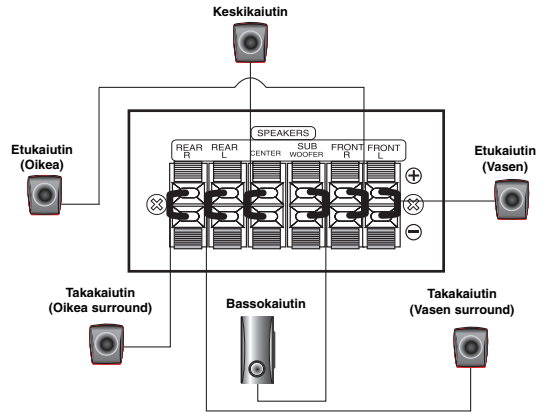 Keskikaiutin
SPEAKERS
REAR R
REAR L
CENTER
SUB WOOFER
FRONT R
FRONT L
Etukaiutin
(Oikea)
Etukaiutin
(Vasen)
+
−
Takakaiutin
(Oikea surround)
Bassokaiutin
Takakaiutin
(Vasen surround)